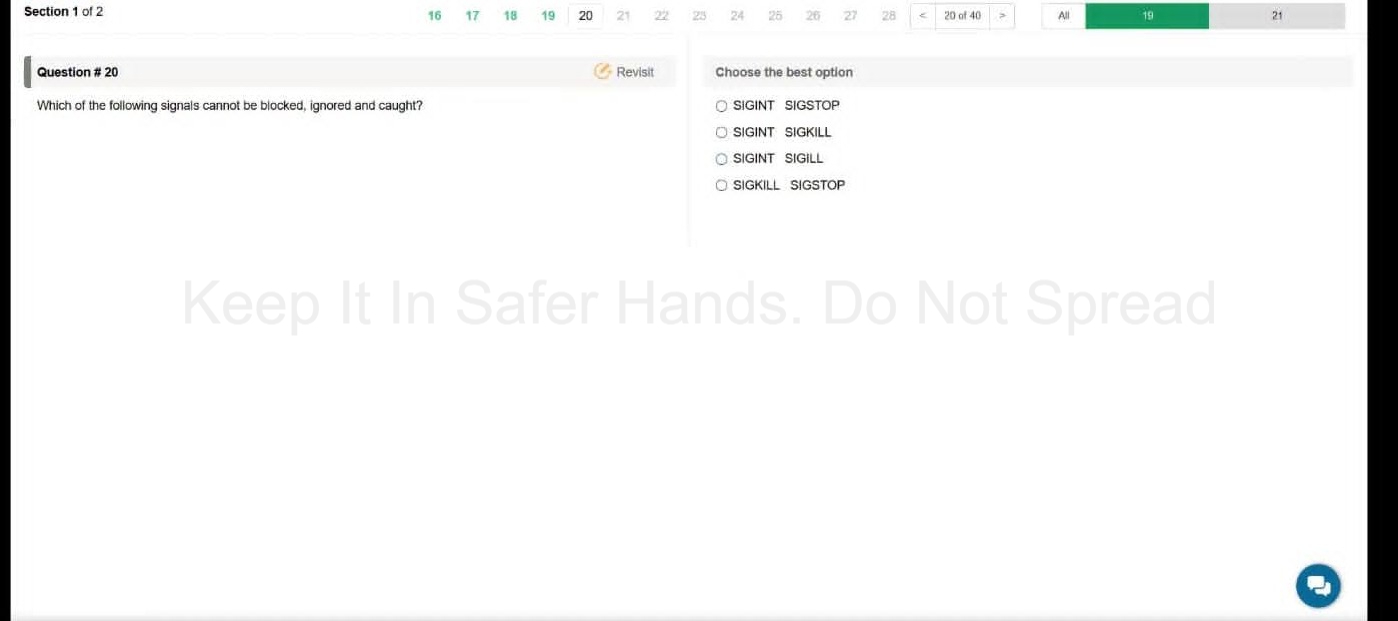 Section 1 of 2
16 17 18 19 20 21 22 23 24 25 26 27 28 < 20 of 40 > All 19 21
Question # 20
Revisit
Which of the following signals cannot be blocked, ignored and caught?
Choose the best option
SIGINT SIGSTOP
SIGINT SIGKILL
SIGINT SIGILL
SIGKILL SIGSTOP
Keep It In Safer Hands. Do Not Spread